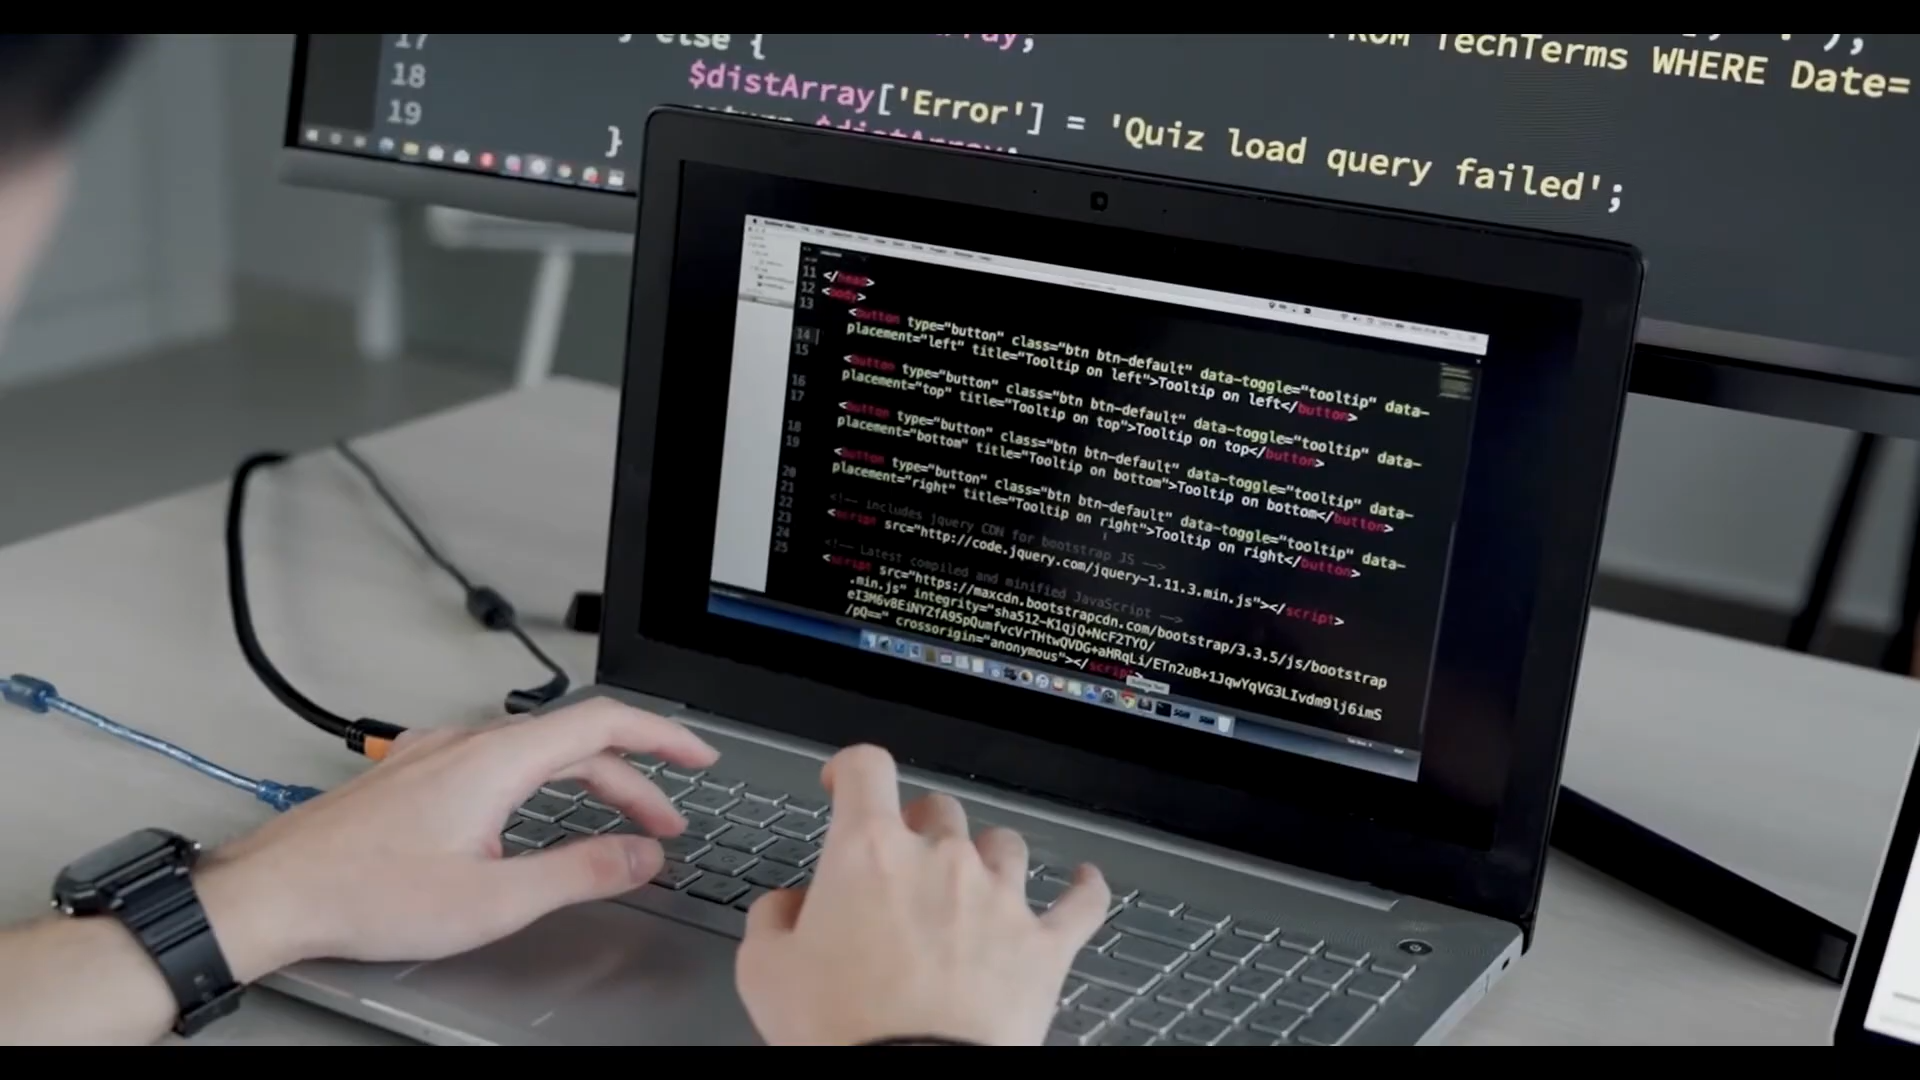 17
else {
18
$distArray['Error'] = 'Quiz load query failed';
19
}
FROM TechTerms WHERE Date=
11 </head>
12 <body>
13
<button type="button" class="btn btn-default" data-toggle="tooltip" data-
14 placement="left" title="Tooltip on left">Tooltip on left</button>
15
<button type="button" class="btn btn-default" data-toggle="tooltip" data-
16 placement="top" title="Tooltip on top">Tooltip on top</button>
17
<button type="button" class="btn btn-default" data-toggle="tooltip" data-
18 placement="bottom" title="Tooltip on bottom">Tooltip on bottom</button>
19
<button type="button" class="btn btn-default" data-toggle="tooltip" data-
20 placement="right" title="Tooltip on right">Tooltip on right</button>
21
22 <!-- includes jquery CDN for bootstrap JS -->
23 <script src="http://code.jquery.com/jquery-1.11.3.min.js"></script>
24 <!-- Latest compiled and minified JavaScript -->
25 <script src="https://maxcdn.bootstrapcdn.com/bootstrap/3.3.5/js/bootstrap
.min.js" integrity="sha512-K1qjQ+NcF2TYO/
eI3M6v8EiNYZfA95pQumfvcVrTHtwQVDG+aHRqLi/ETn2uB+1JqwYqVG3LIvdm9lj6imS
/pQ==" crossorigin="anonymous"></script>